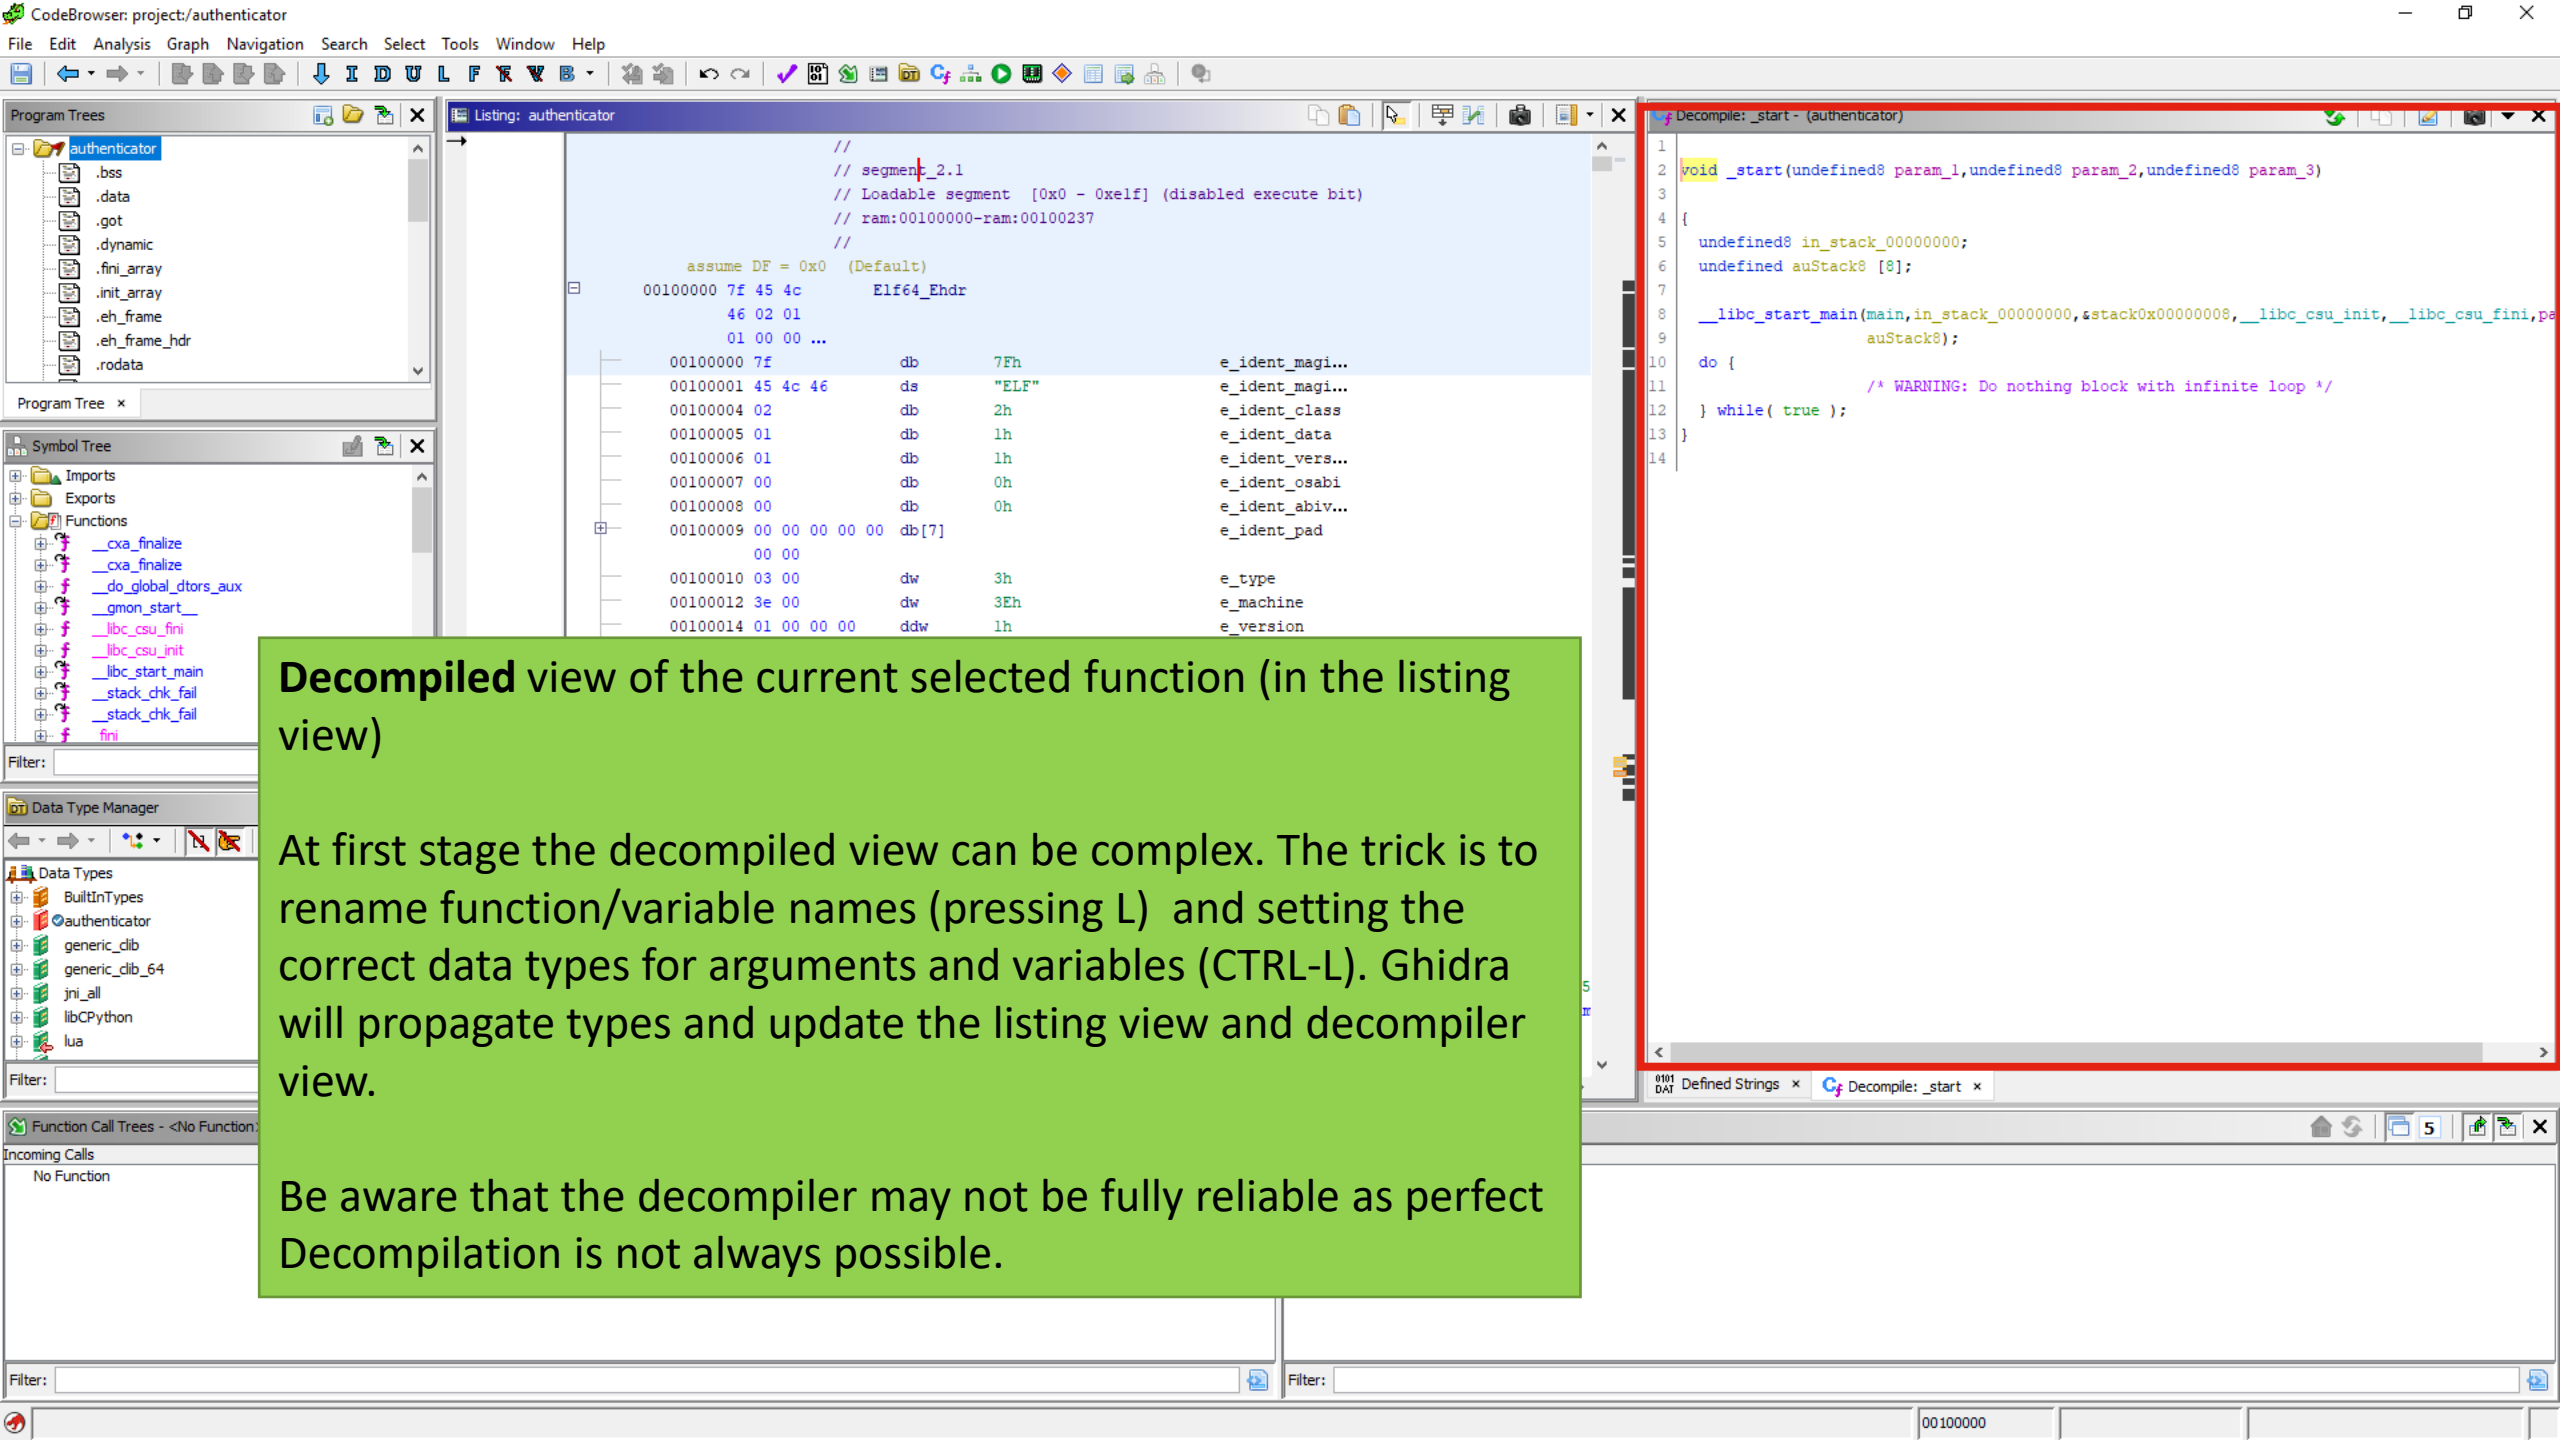 CodeBrowser: project:/authenticator
File Edit Analysis Graph Navigation Search Select Tools Window Help
I D U L F B
Program Trees
authenticator
.bss
.data
.got
.dynamic
.fini_array
.init_array
.eh_frame
.eh_frame_hdr
.rodata
Program Tree ×
Symbol Tree
Imports
Exports
Functions
__cxa_finalize
__cxa_finalize
__do_global_dtors_aux
__gmon_start__
__libc_csu_fini
__libc_csu_init
__libc_start_main
__stack_chk_fail
__stack_chk_fail
_fini
Filter:
Data Type Manager
Data Types
BuiltInTypes
authenticator
generic_clib
generic_clib_64
jni_all
libCPython
lua
Filter:
Listing: authenticator
//
// segment_2.1
// Loadable segment [0x0 - 0xe1f] (disabled execute bit)
// ram:00100000-ram:00100237
//
assume DF = 0x0 (Default)
00100000 7f 45 4c Elf64_Ehdr
46 02 01
01 00 00 ...
00100000 7f db 7Fh e_ident_magi...
00100001 45 4c 46 ds "ELF" e_ident_magi...
00100004 02 db 2h e_ident_class
00100005 01 db 1h e_ident_data
00100006 01 db 1h e_ident_vers...
00100007 00 db 0h e_ident_osabi
00100008 00 db 0h e_ident_abiv...
00100009 00 00 00 00 00 db[7] e_ident_pad
00 00
00100010 03 00 dw 3h e_type
00100012 3e 00 dw 3Eh e_machine
00100014 01 00 00 00 ddw 1h e_version
Decompile: _start - (authenticator)
1
2 void _start(undefined8 param_1,undefined8 param_2,undefined8 param_3)
3
4 {
5 undefined8 in_stack_00000000;
6 undefined auStack8 [8];
7
8 __libc_start_main(main,in_stack_00000000,&stack0x00000008,__libc_csu_init,__libc_csu_fini,pa
9 auStack8);
10 do {
11 /* WARNING: Do nothing block with infinite loop */
12 } while( true );
13 }
14
0101 DAT Defined Strings × Decompile: _start ×
Decompiled view of the current selected function (in the listing
view)
At first stage the decompiled view can be complex. The trick is to
rename function/variable names (pressing L) and setting the
correct data types for arguments and variables (CTRL-L). Ghidra
will propagate types and update the listing view and decompiler
view.
Be aware that the decompiler may not be fully reliable as perfect
Decompilation is not always possible.
Function Call Trees - <No Function>
Incoming Calls
No Function
5
Filter:
Filter:
00100000